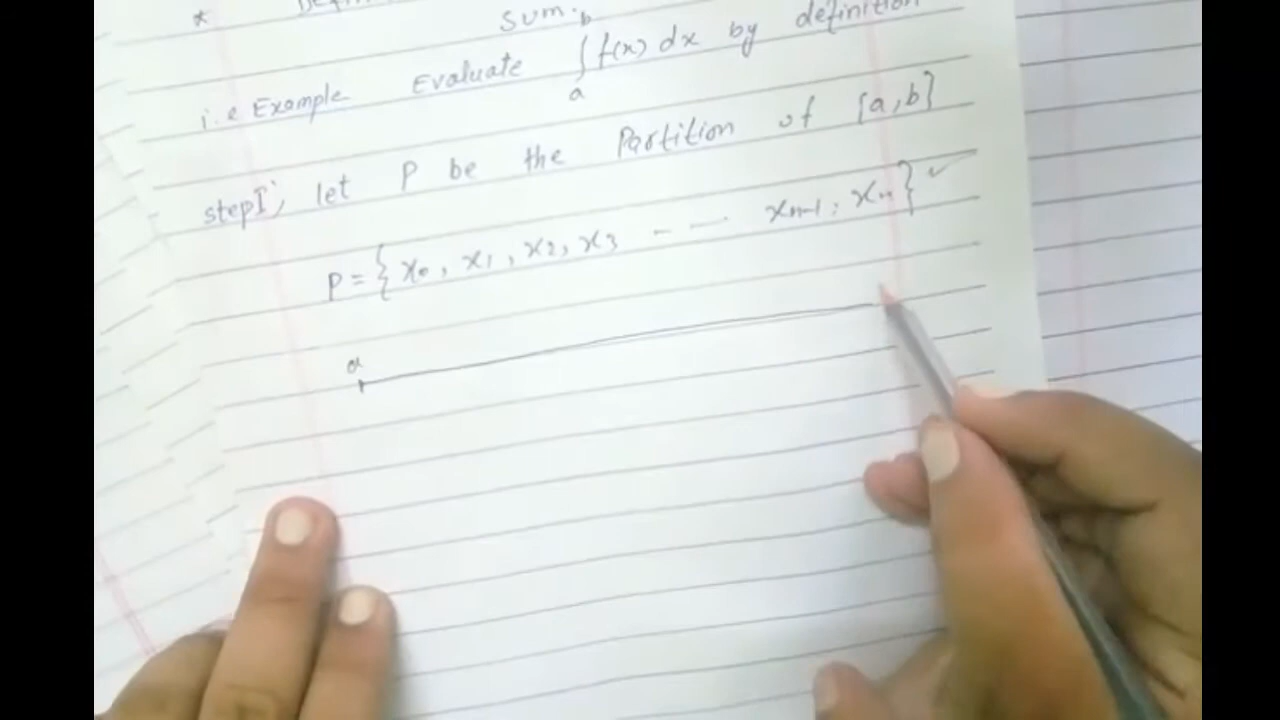 *
Sum.
i.e Example Evaluate ∫ₐᵇ f(x) dx by definition
step I, let P be the Partition of [a,b]
P = { x₀, x₁, x₂, x₃ - - --- xₙ₋₁, xₙ } ✓
a